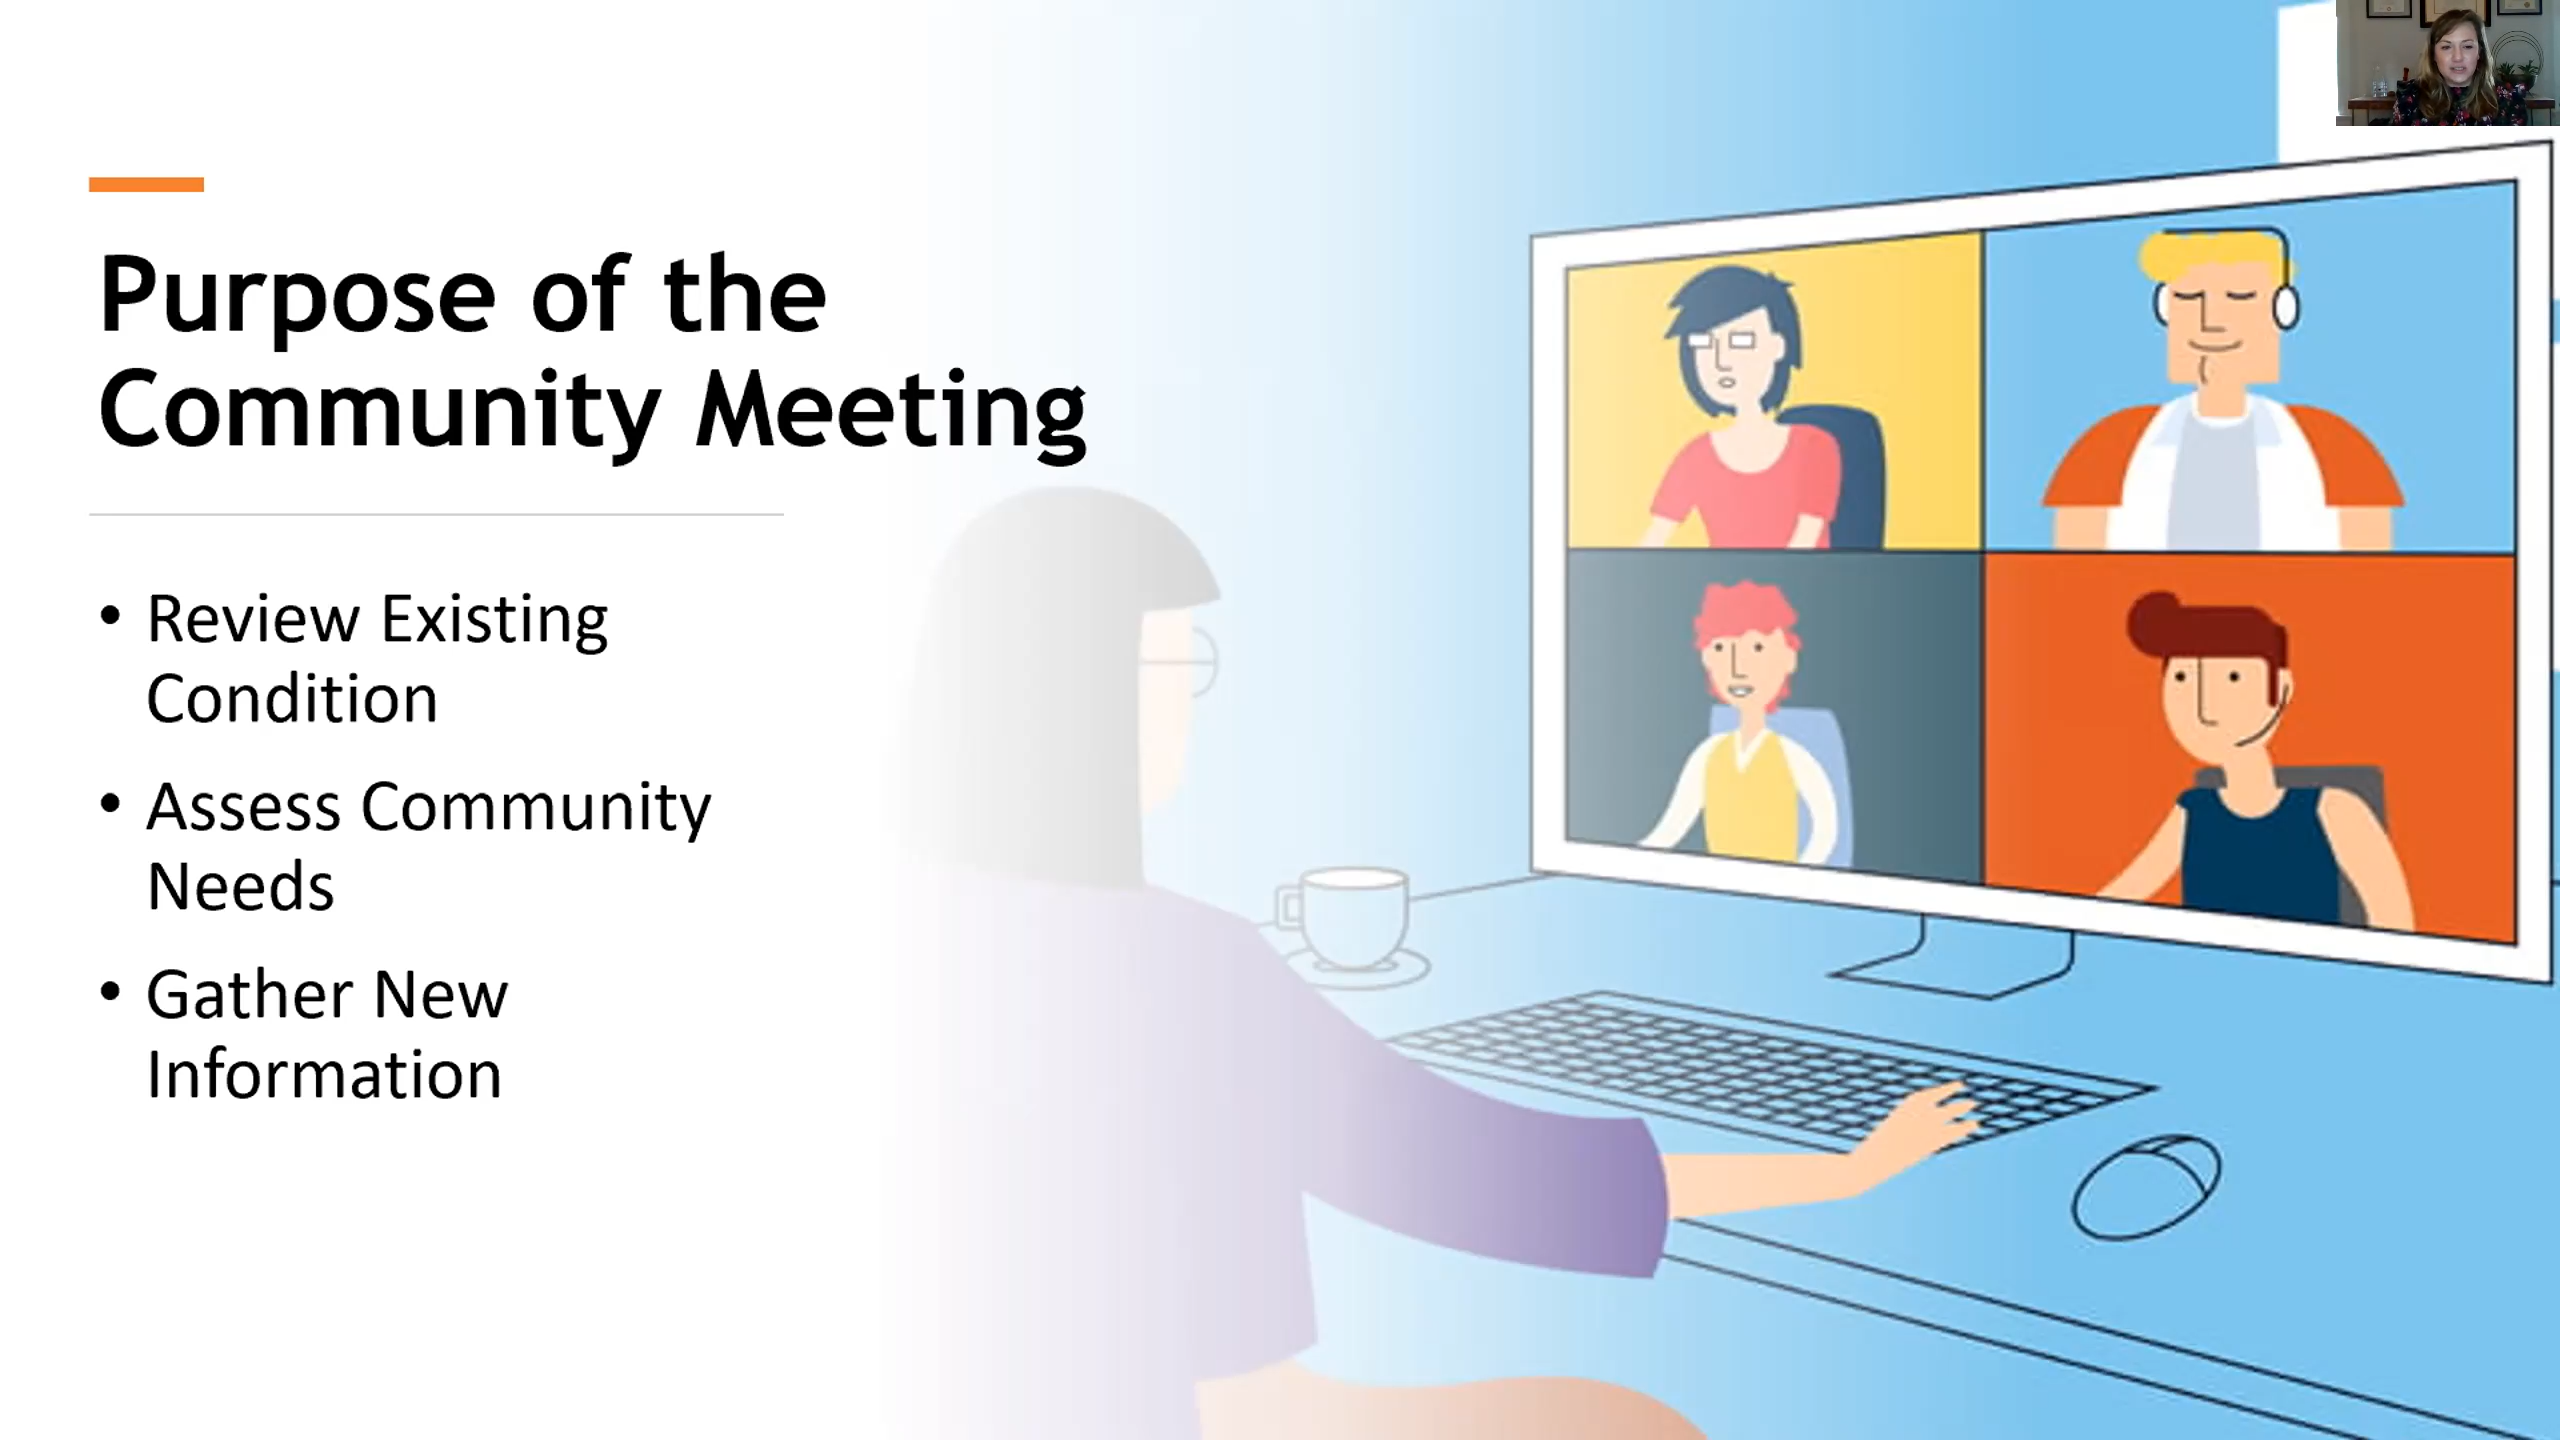 Purpose of the
Community Meeting
• Review Existing
Condition
• Assess Community
Needs
• Gather New
Information